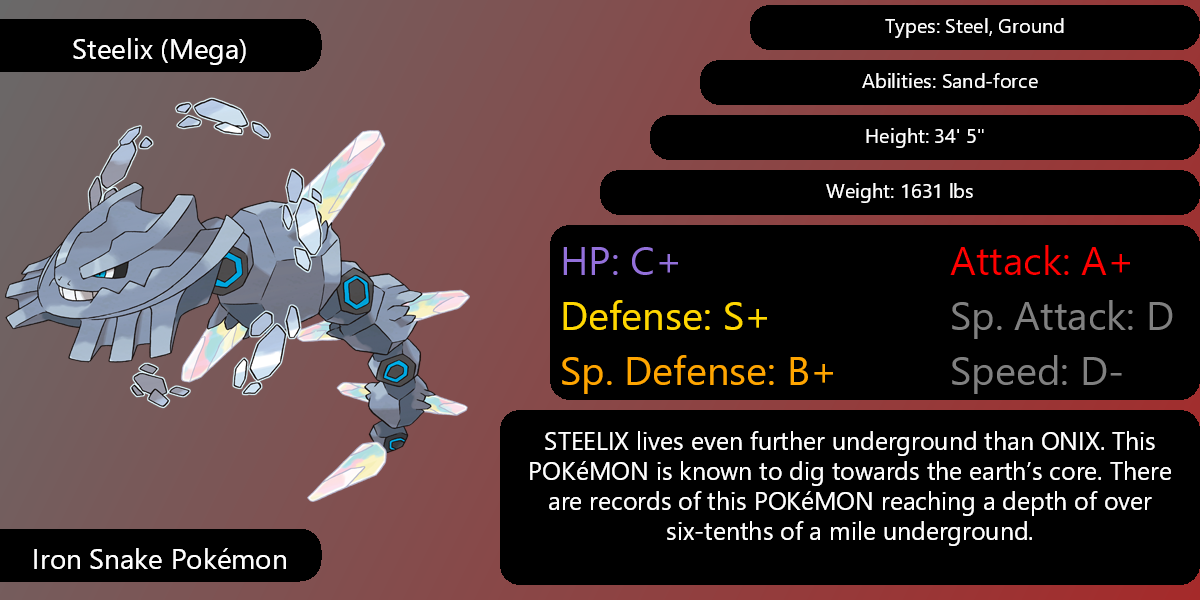 Steelix (Mega)
Types: Steel, Ground
Abilities: Sand-force
Height: 34' 5"
Weight: 1631 lbs
HP: C+
Attack: A+
Defense: S+
Sp. Attack: D
Sp. Defense: B+
Speed: D-
STEELIX lives even further underground than ONIX. This
POKéMON is known to dig towards the earth’s core. There
are records of this POKéMON reaching a depth of over
six-tenths of a mile underground.
Iron Snake Pokémon